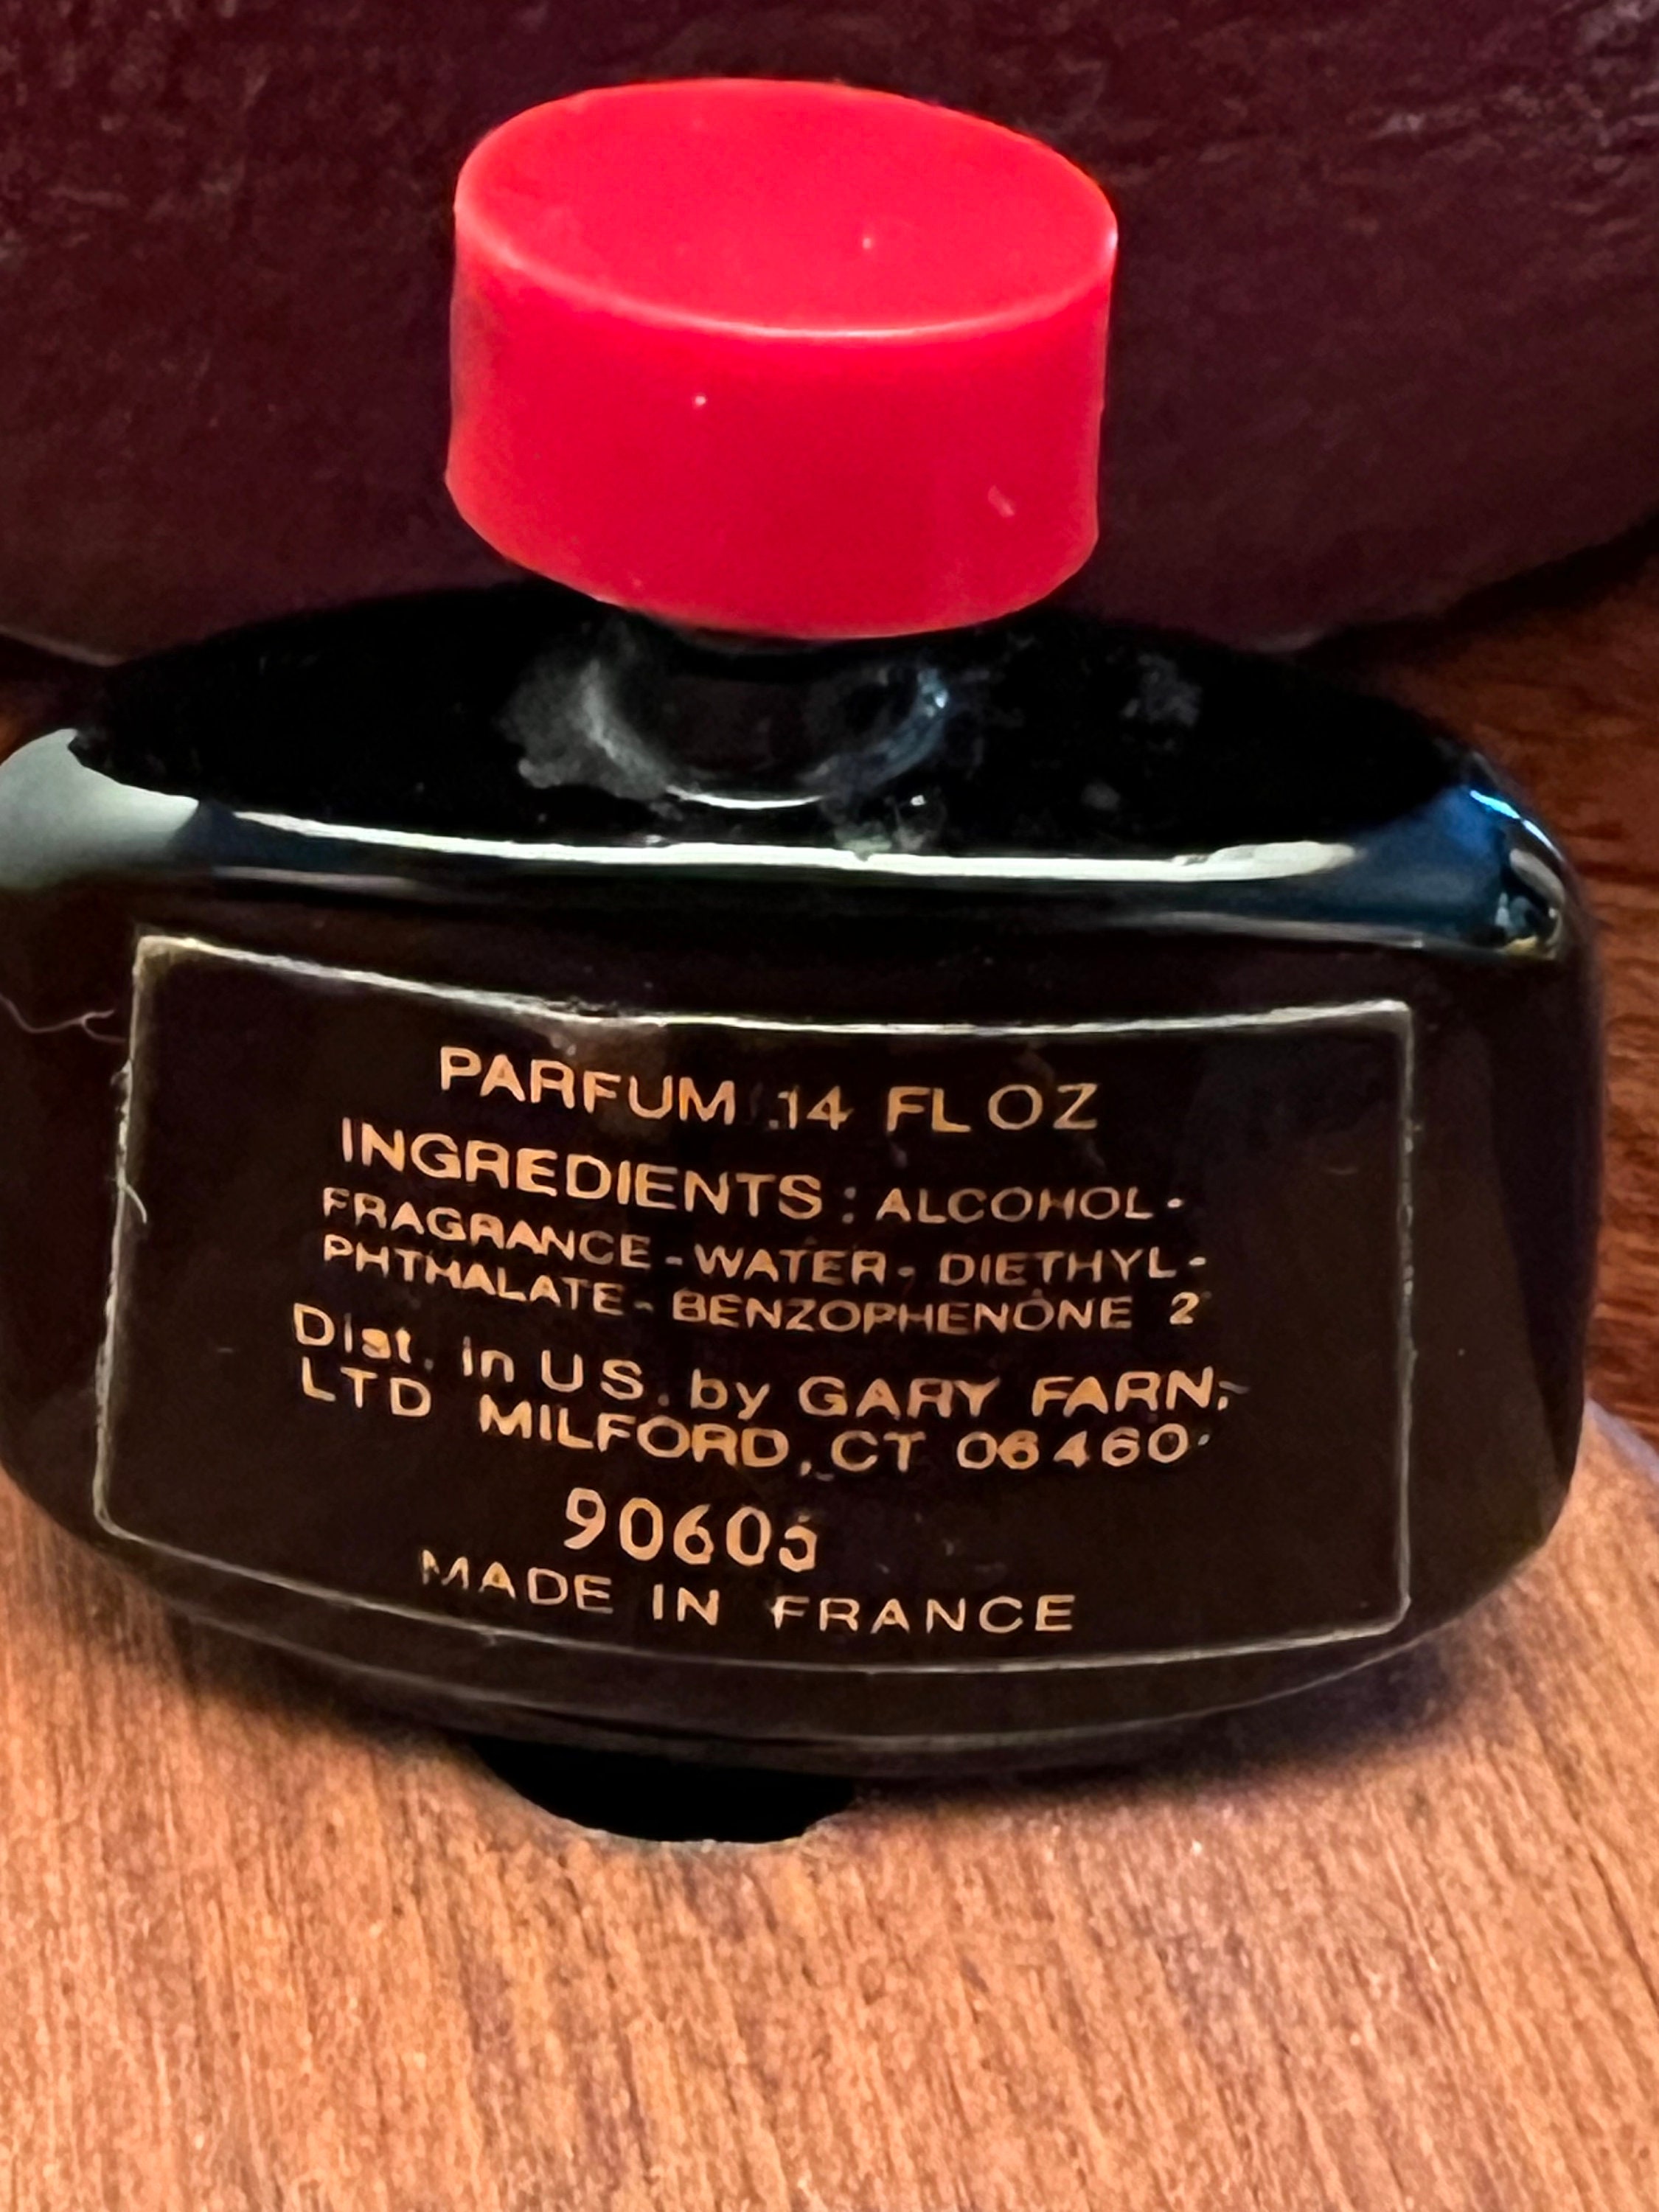 PARFUM .14 FL OZ
INGREDIENTS : ALCOHOL -
FRAGRANCE - WATER - DIETHYL -
PHTHALATE - BENZOPHENONE 2
Dist. in U S. by GARY FARN,
LTD MILFORD, CT 06460
90605
MADE IN FRANCE